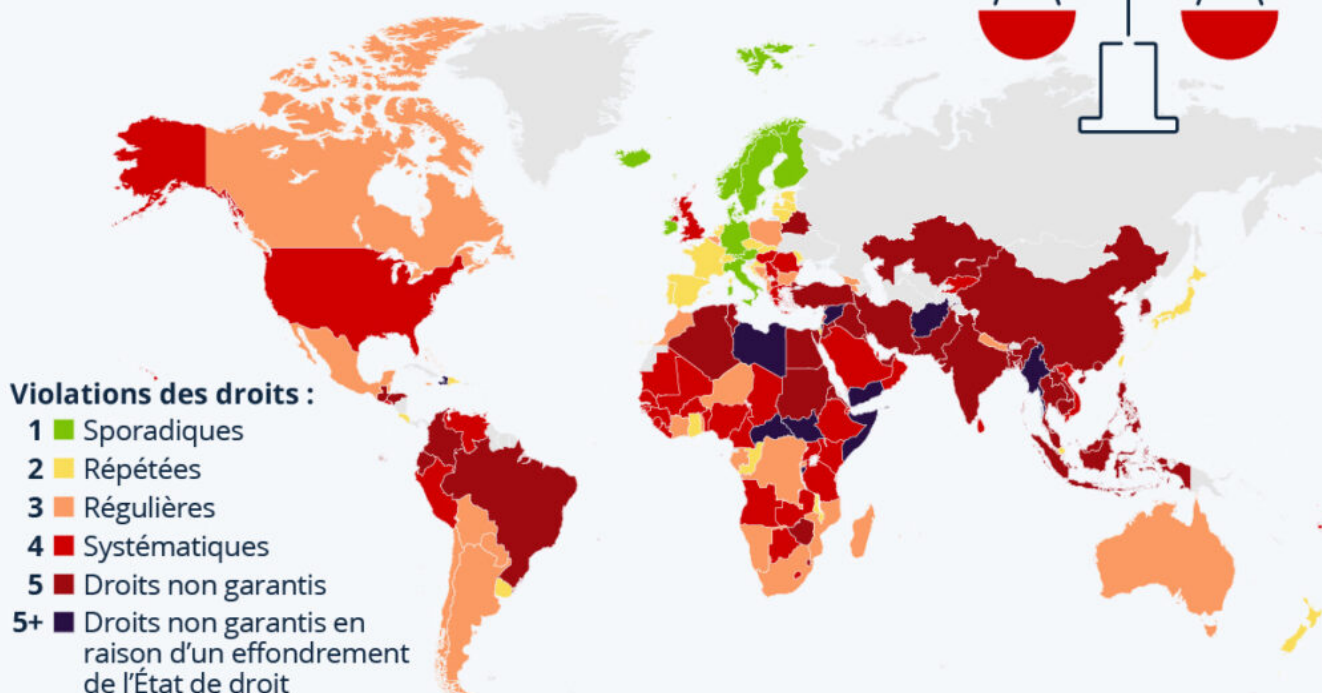 Violations des droits :
1 Sporadiques
2 Répétées
3 Régulières
4 Systématiques
5 Droits non garantis
5+ Droits non garantis en
raison d’un effondrement
de l’État de droit